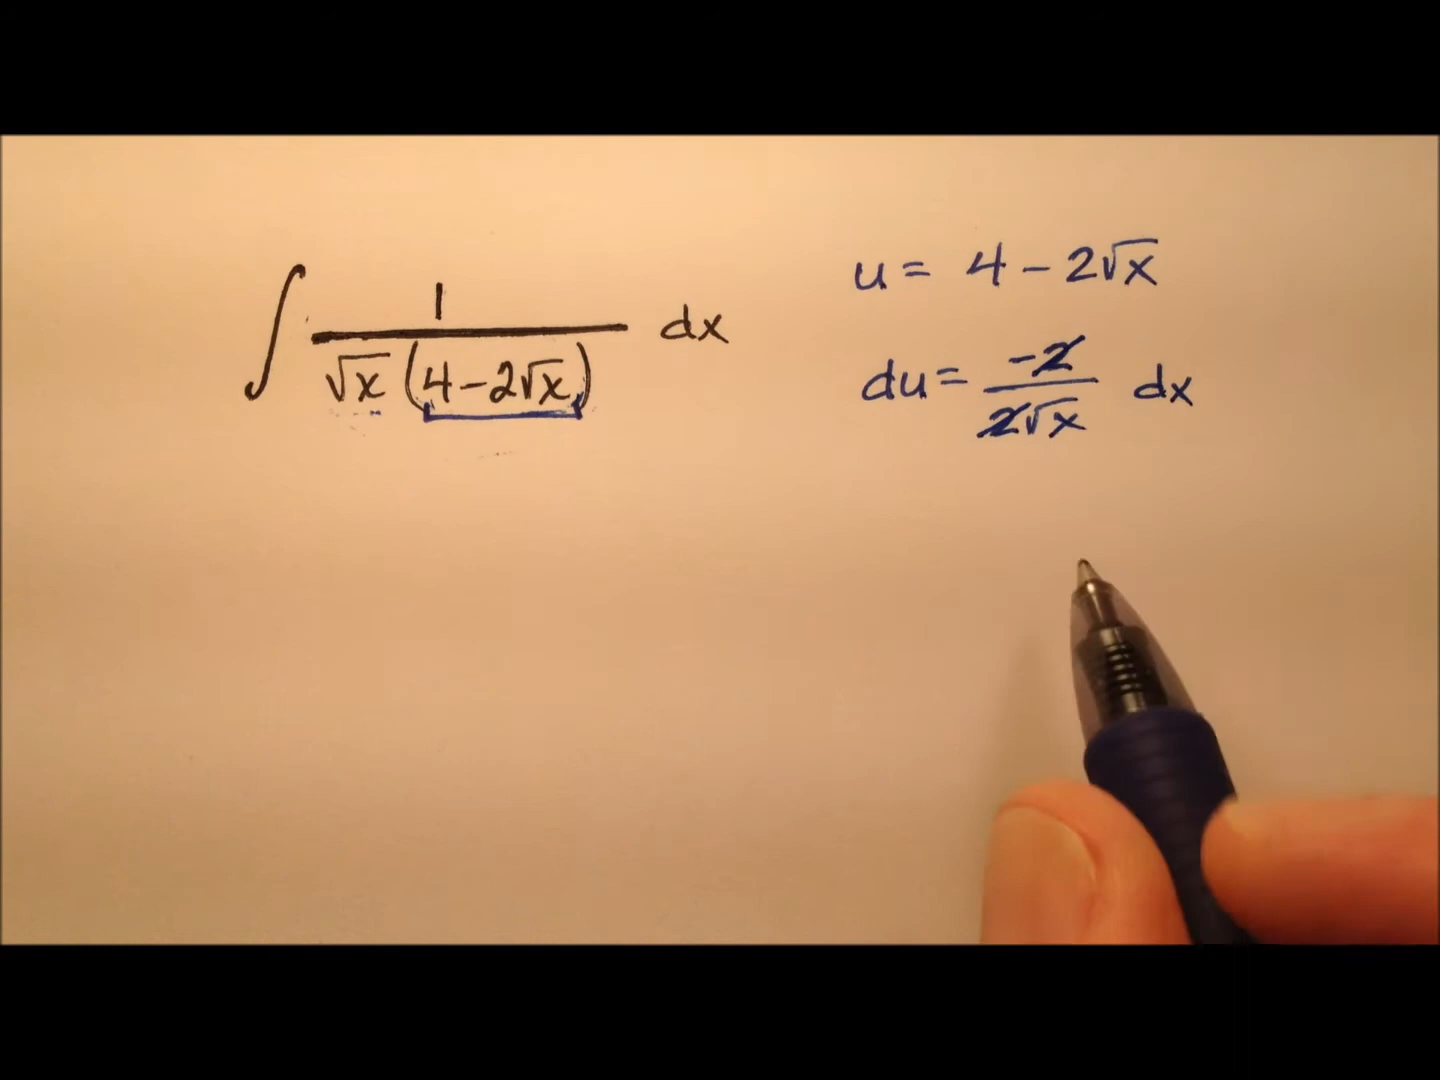 ∫ 1 / (√x (4 − 2√x)) dx
u = 4 − 2√x
du = −2 / (2√x) dx